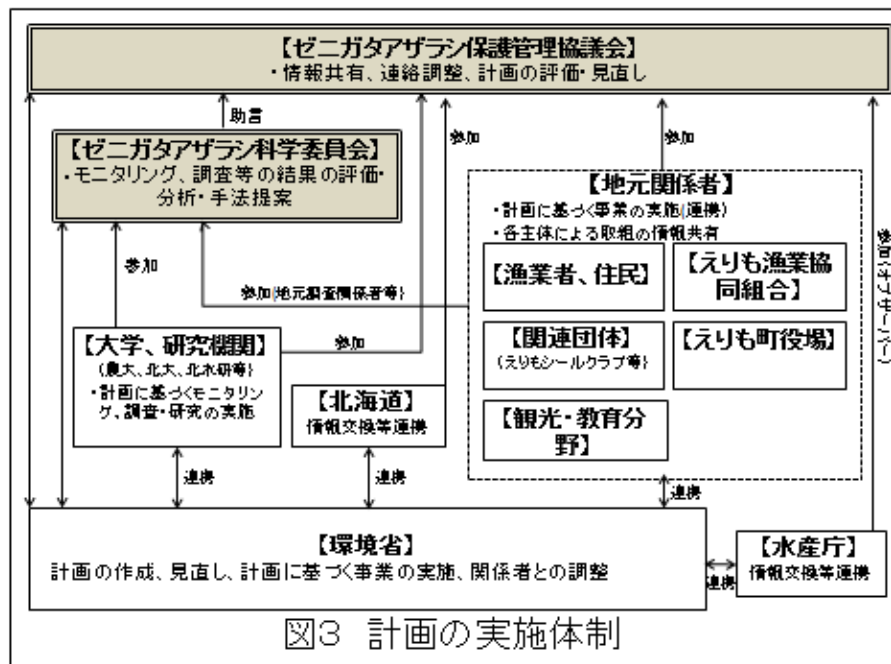 【ゼニガタアザラシ保護管理協議会】
・情報共有、連絡調整、計画の評価・見直し
助言
【ゼニガタアザラシ科学委員会】
・モニタリング、調査等の結果の評価・
分析・手法提案
参加
参加
【地元関係者】
・計画に基づく事業の実施(連携)
・各主体による取組の情報共有
【漁業者、住民】
【えりも漁業協
同組合】
【関連団体】
(えりもシールクラブ等)
【えりも町役場】
【観光・教育分
野】
参加
参加(地元調査関係者等)
参加
参加(オブザーバー)
【大学、研究機関】
(農大、北大、北水研等)
・計画に基づくモニタリン
グ、調査・研究の実施
【北海道】
情報交換等連携
連携
連携
連携
【環境省】
計画の作成、見直し、計画に基づく事業の実施、関係者との調整
連携
【水産庁】
情報交換等連携
図3 計画の実施体制